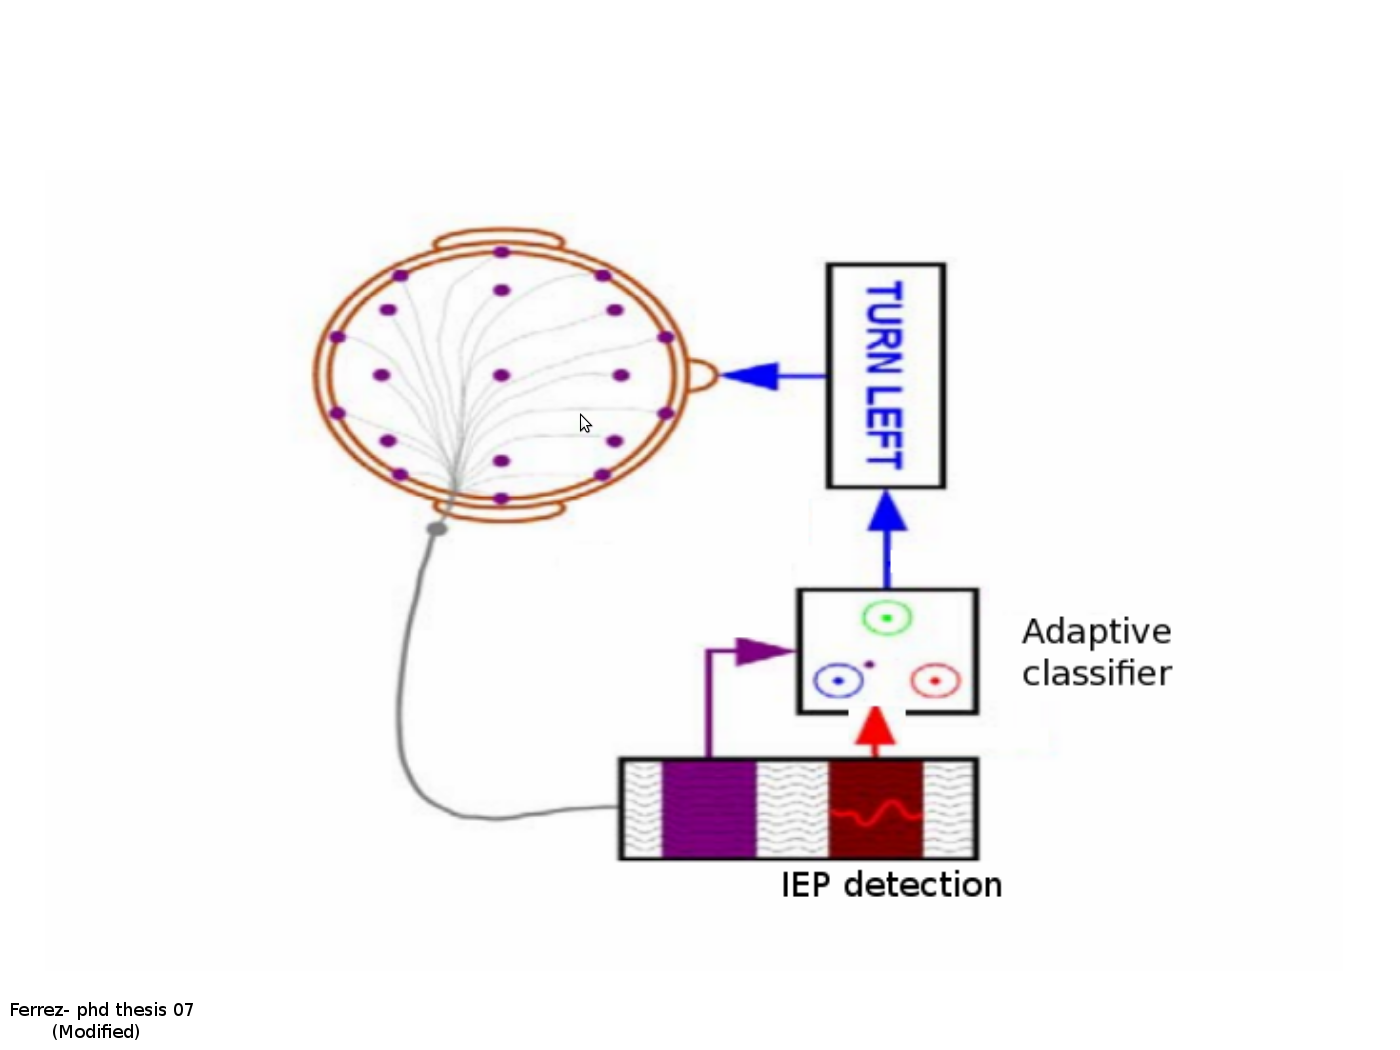 TURN LEFT
Adaptive
classifier
IEP detection
Ferrez- phd thesis 07
(Modified)